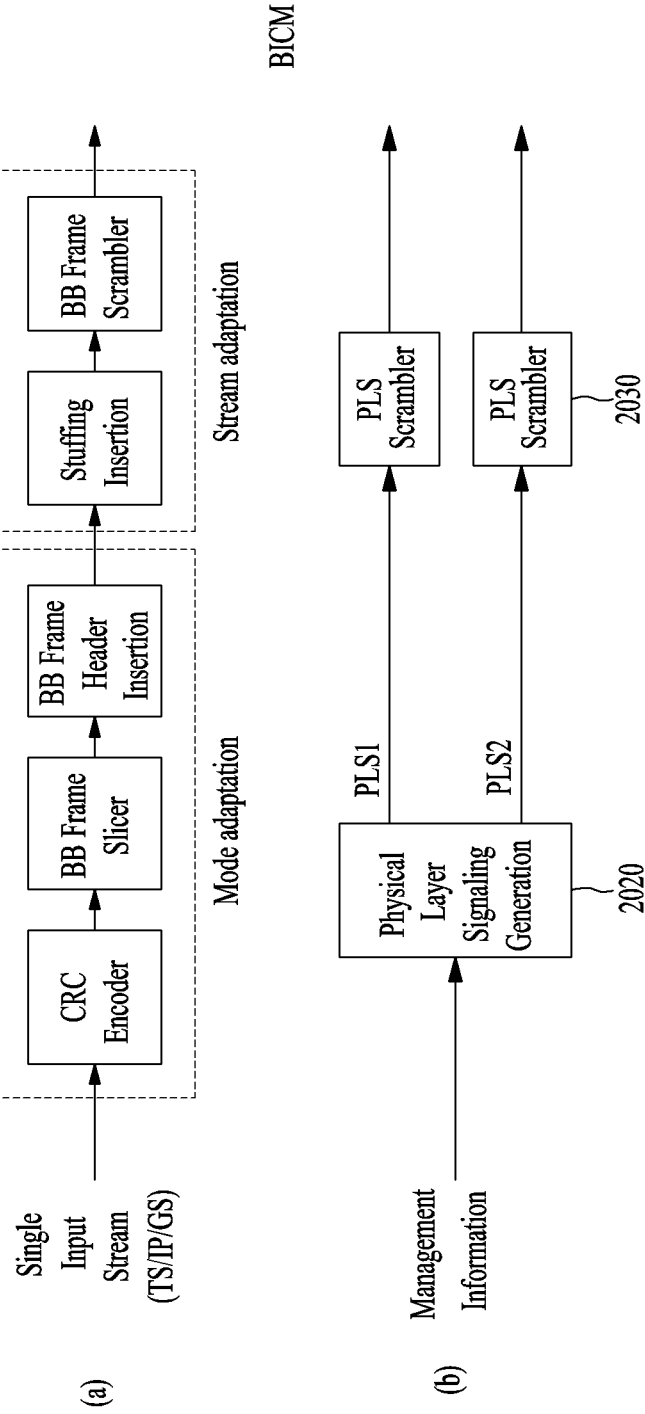 (a)
Single
Input
Stream
(TS/IP/GS)
CRC
Encoder
BB Frame
Slicer
BB Frame
Header
Insertion
Stuffing
Insertion
BB Frame
Scrambler
Mode adaptation
Stream adaptation
BICM
(b)
Management
Information
Physical
Layer
Signaling
Generation
2020
PLS1
PLS2
PLS
Scrambler
PLS
Scrambler
2030